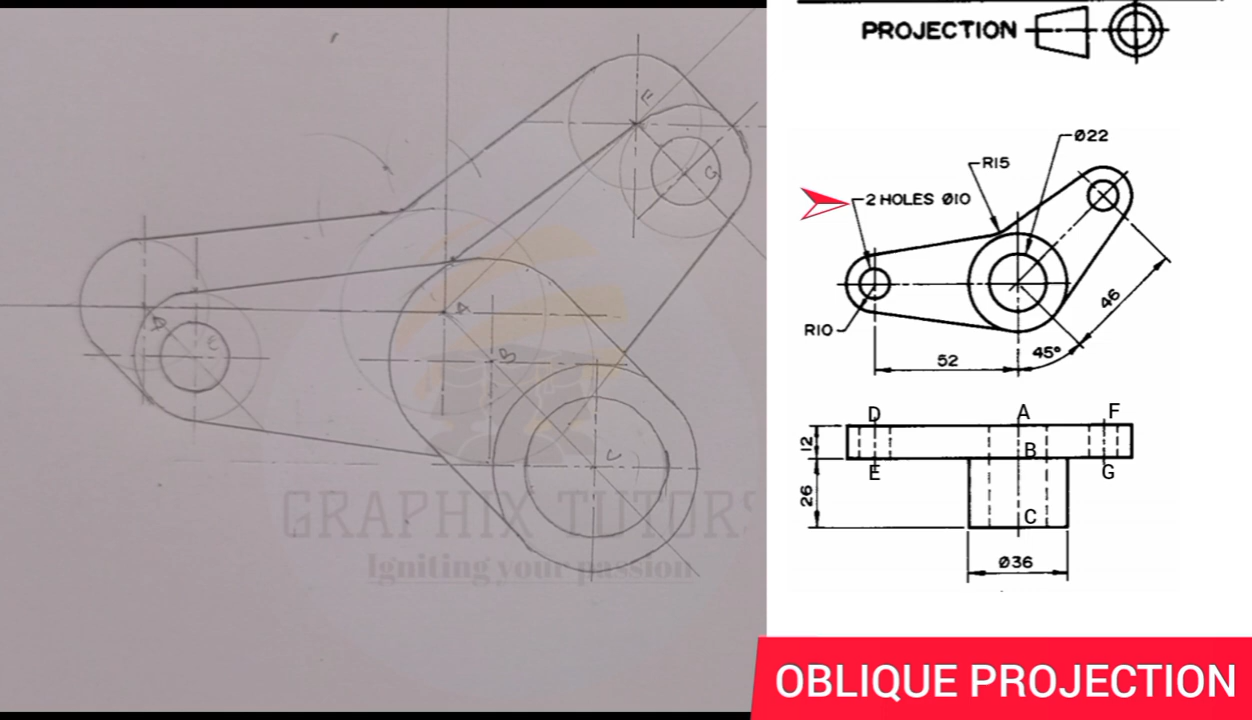 PROJECTION
Ø22
R15
2 HOLES Ø10
R10
52
45°
46
D
A
F
12
B
E
G
26
C
Ø36
F
G
A
D
E
B
C
GRAPHIX TUTORS
Igniting your passion
OBLIQUE PROJECTION